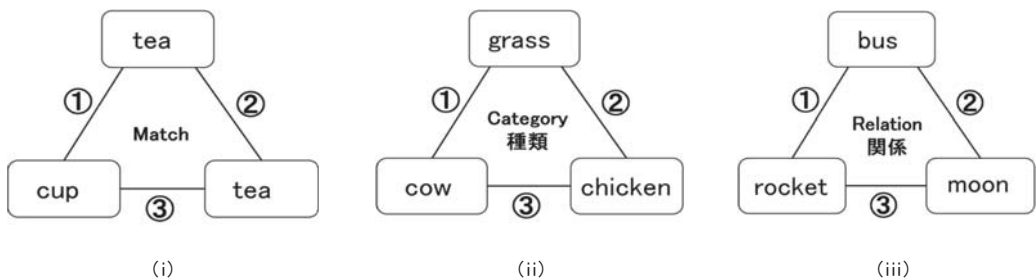 tea
①
②
Match
cup
tea
③
(i)
grass
①
②
Category
種類
cow
chicken
③
(ii)
bus
①
②
Relation
関係
rocket
moon
③
(iii)